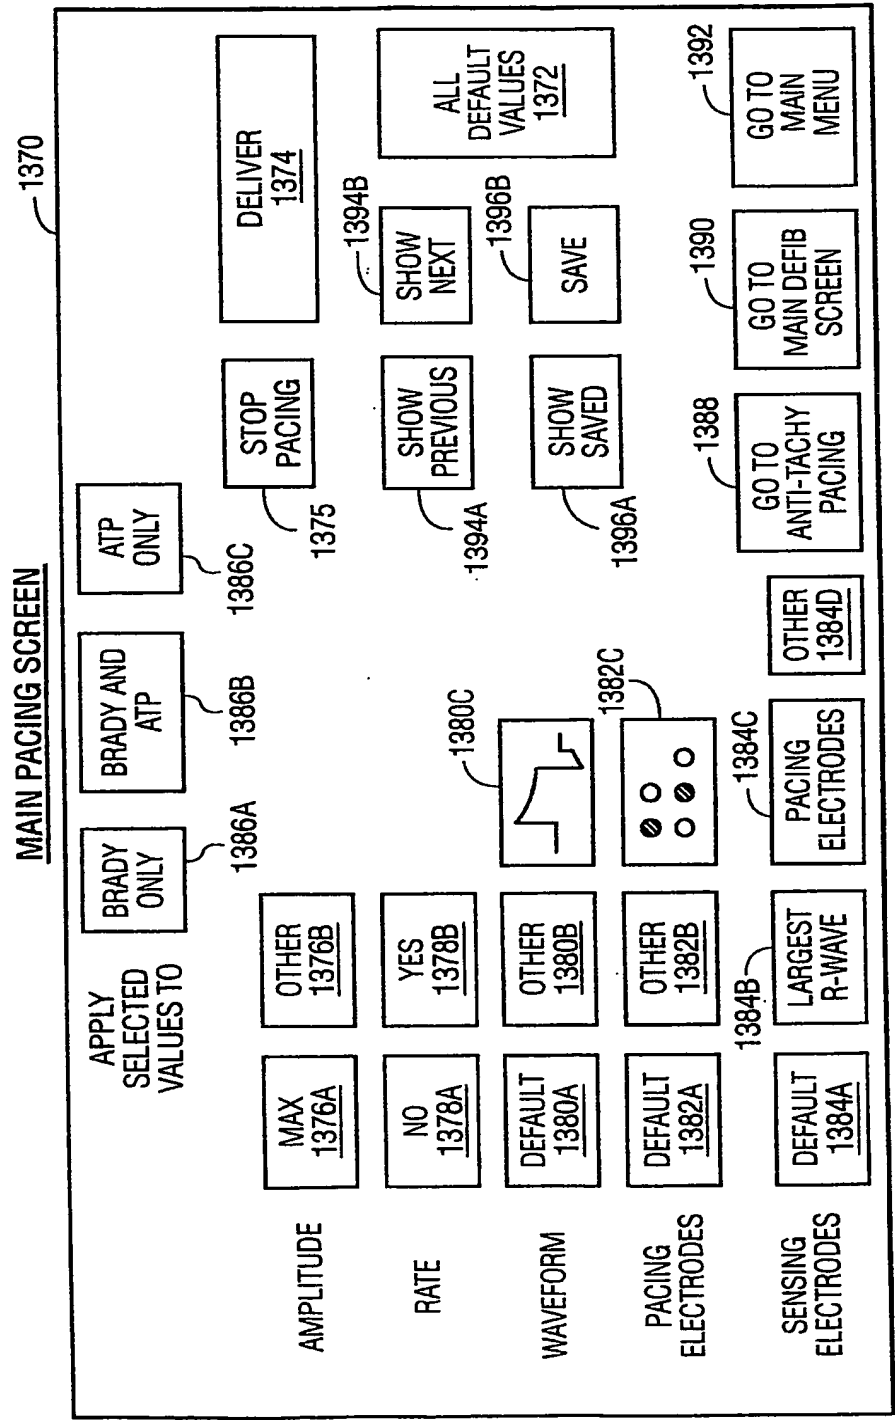 MAIN PACING SCREEN
1370
APPLY
SELECTED
VALUES TO
BRADY
ONLY
1386A
BRADY AND
ATP
1386B
ATP
ONLY
1386C
STOP
PACING
1375
DELIVER
1374
AMPLITUDE
MAX
1376A
OTHER
1376B
RATE
NO
1378A
YES
1378B
SHOW
PREVIOUS
1394A
SHOW
NEXT
1394B
ALL
DEFAULT
VALUES
1372
WAVEFORM
DEFAULT
1380A
OTHER
1380B
1380C
SHOW
SAVED
1396A
SAVE
1396B
PACING
ELECTRODES
DEFAULT
1382A
OTHER
1382B
1382C
SENSING
ELECTRODES
DEFAULT
1384A
LARGEST
R-WAVE
1384B
PACING
ELECTRODES
1384C
OTHER
1384D
GO TO
ANTI-TACHY
PACING
1388
GO TO
MAIN DEFIB
SCREEN
1390
GO TO
MAIN
MENU
1392